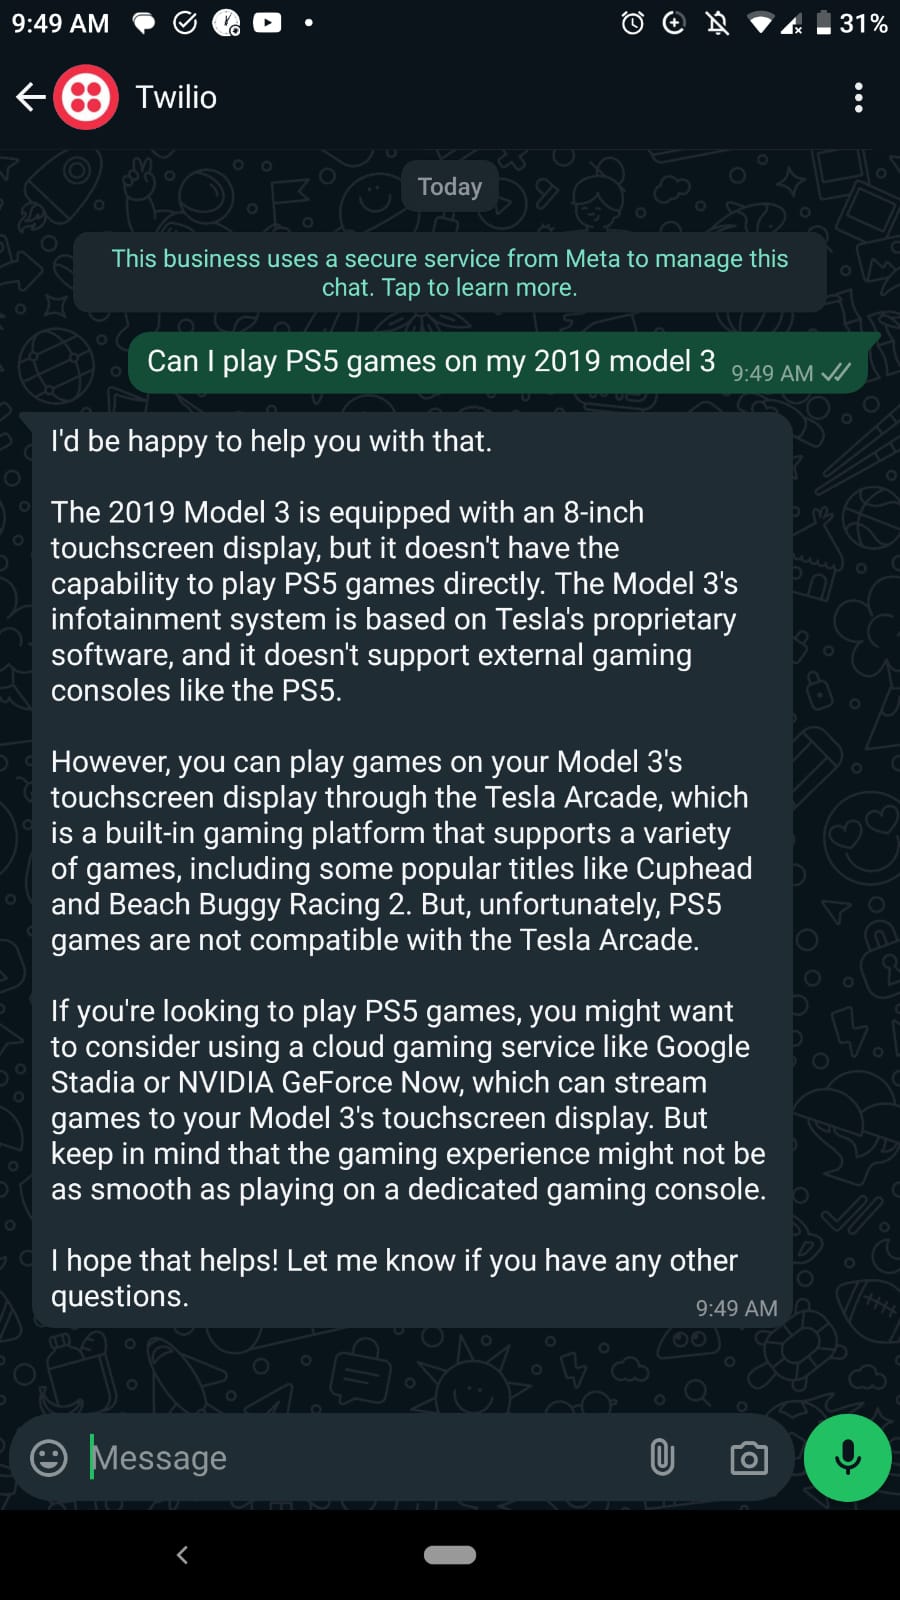 9:49 AM
31%
Twilio
Today
This business uses a secure service from Meta to manage this
chat. Tap to learn more.
Can I play PS5 games on my 2019 model 3
9:49 AM
I'd be happy to help you with that.
The 2019 Model 3 is equipped with an 8-inch
touchscreen display, but it doesn't have the
capability to play PS5 games directly. The Model 3's
infotainment system is based on Tesla's proprietary
software, and it doesn't support external gaming
consoles like the PS5.
However, you can play games on your Model 3's
touchscreen display through the Tesla Arcade, which
is a built-in gaming platform that supports a variety
of games, including some popular titles like Cuphead
and Beach Buggy Racing 2. But, unfortunately, PS5
games are not compatible with the Tesla Arcade.
If you're looking to play PS5 games, you might want
to consider using a cloud gaming service like Google
Stadia or NVIDIA GeForce Now, which can stream
games to your Model 3's touchscreen display. But
keep in mind that the gaming experience might not be
as smooth as playing on a dedicated gaming console.
I hope that helps! Let me know if you have any other
questions.
9:49 AM
Message